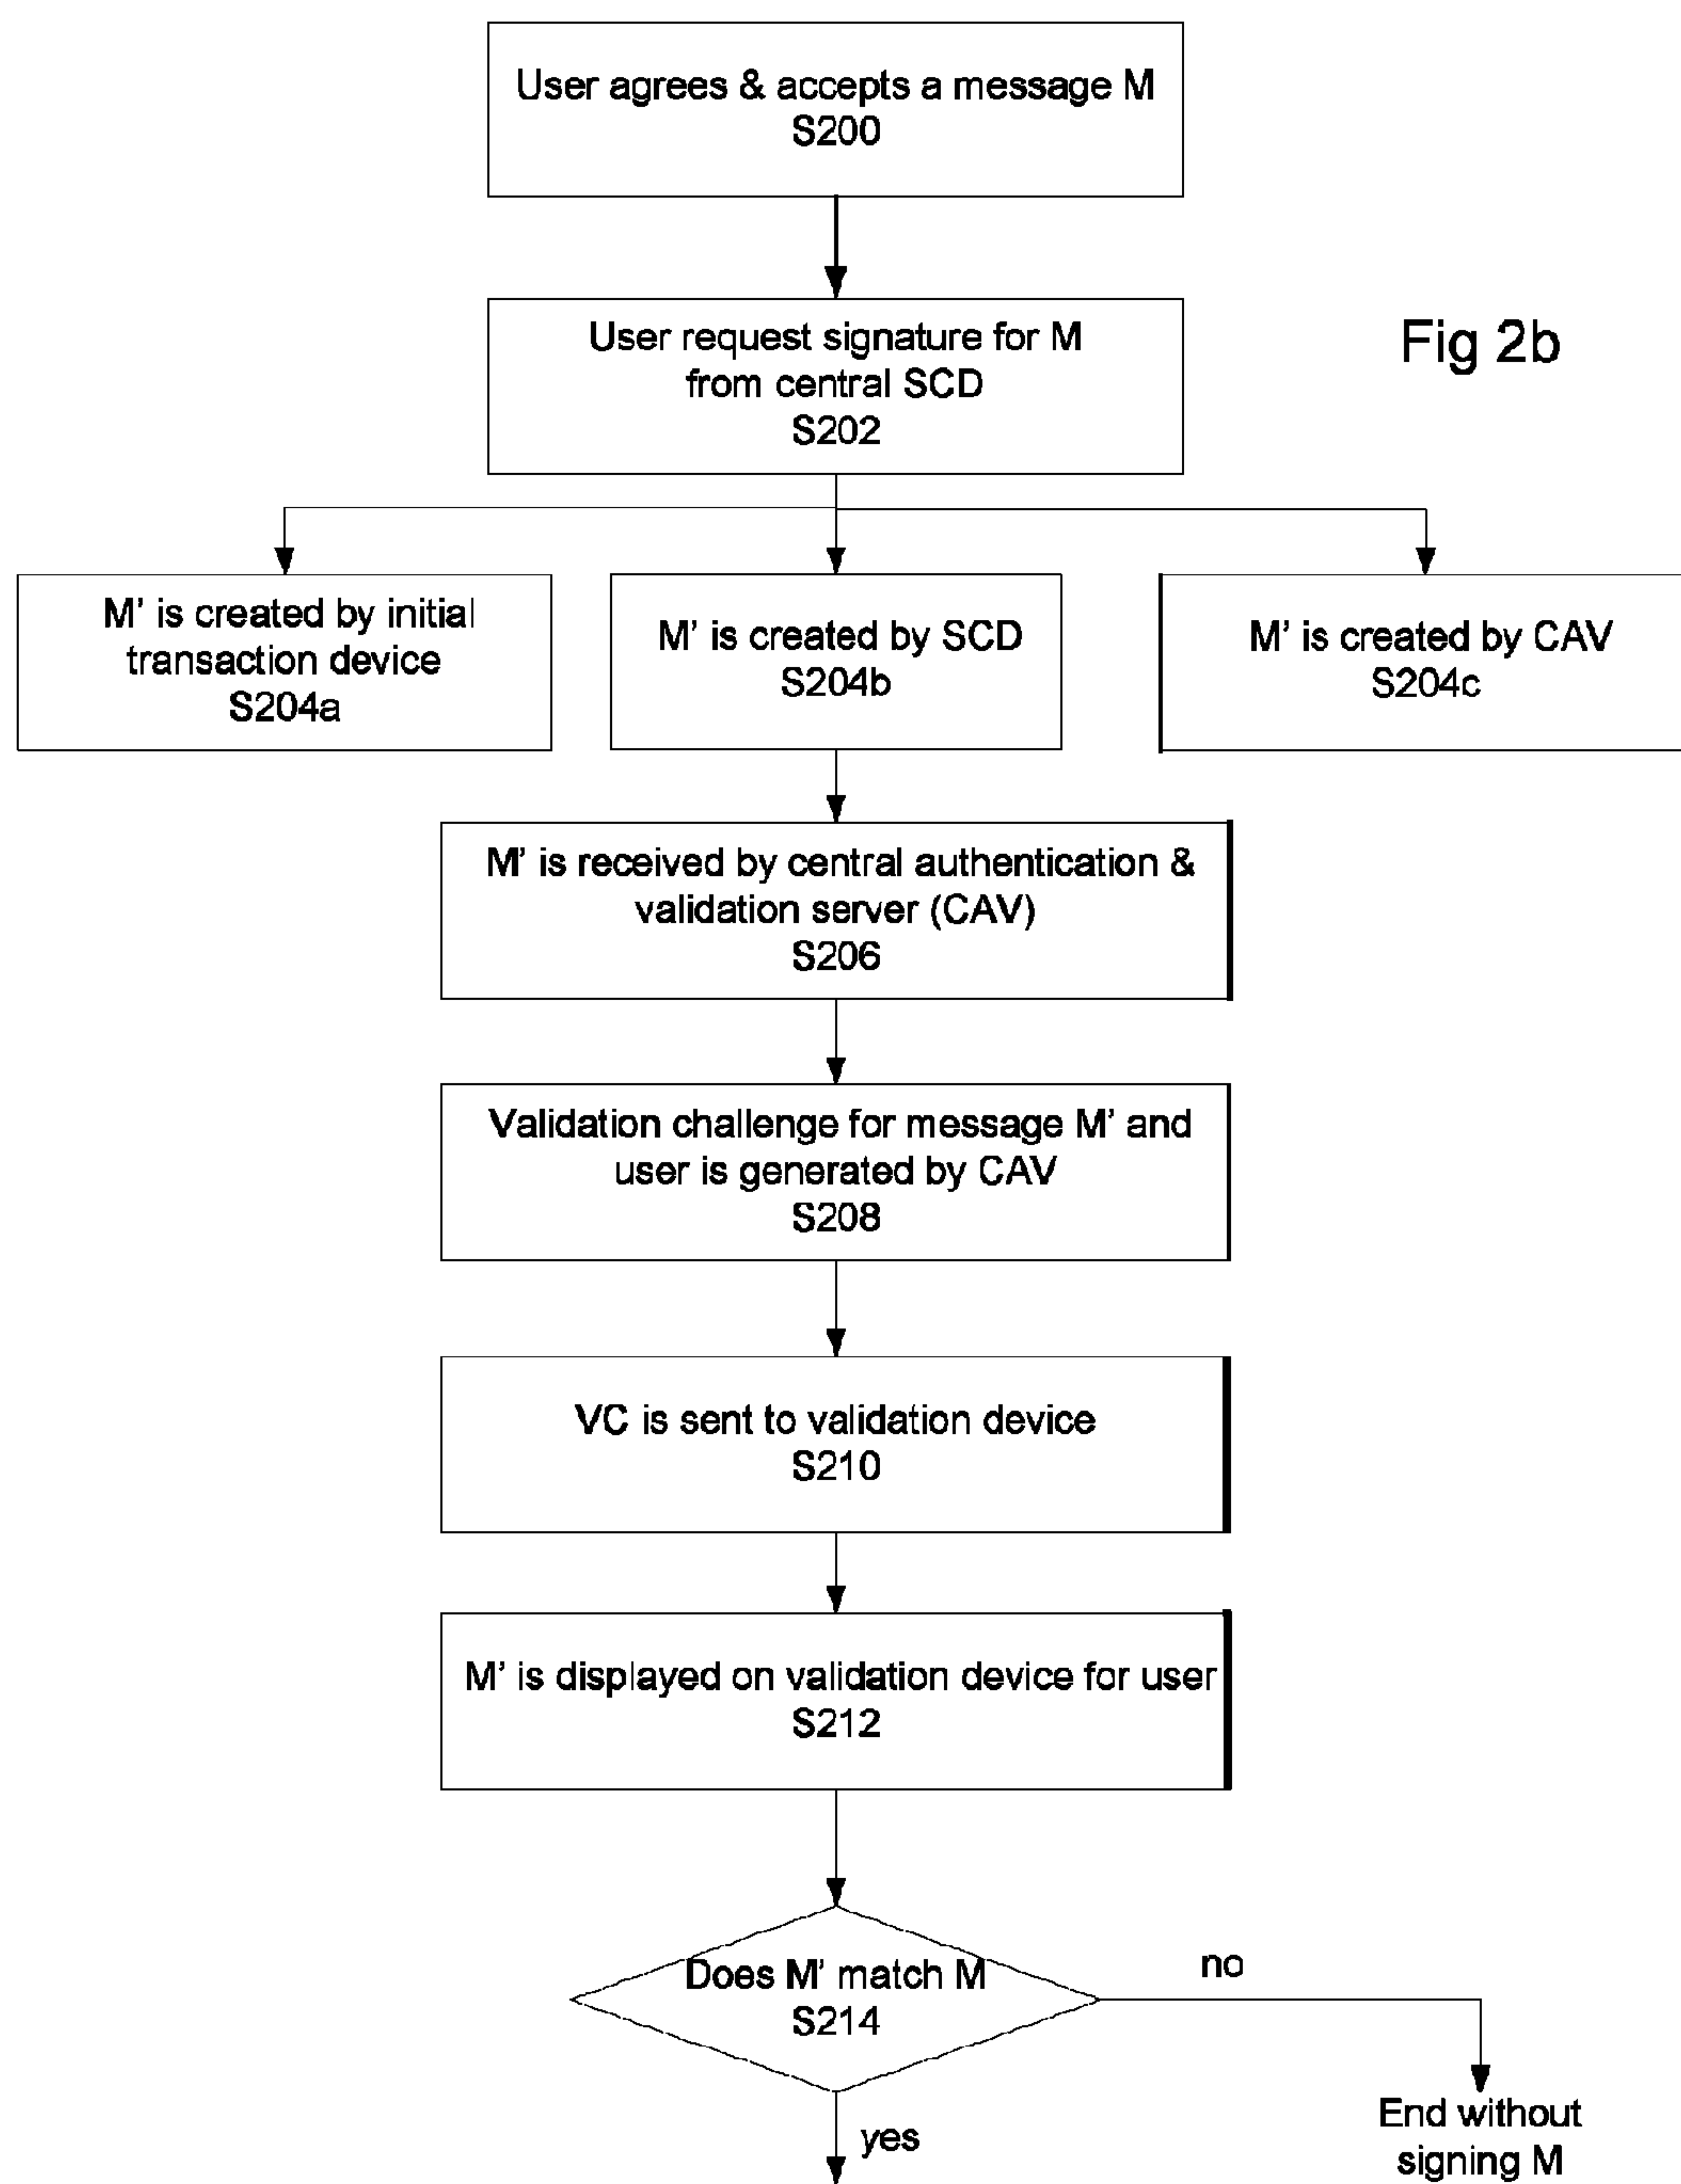 User agrees & accepts a message M
S200
User request signature for M
from central SCD
S202
Fig 2b
M' is created by initial
transaction device
S204a
M' is created by SCD
S204b
M' is created by CAV
S204c
M' is received by central authentication &
validation server (CAV)
S206
Validation challenge for message M' and
user is generated by CAV
S208
VC is sent to validation device
S210
M' is displayed on validation device for user
S212
Does M' match M
S214
no
yes
End without
signing M